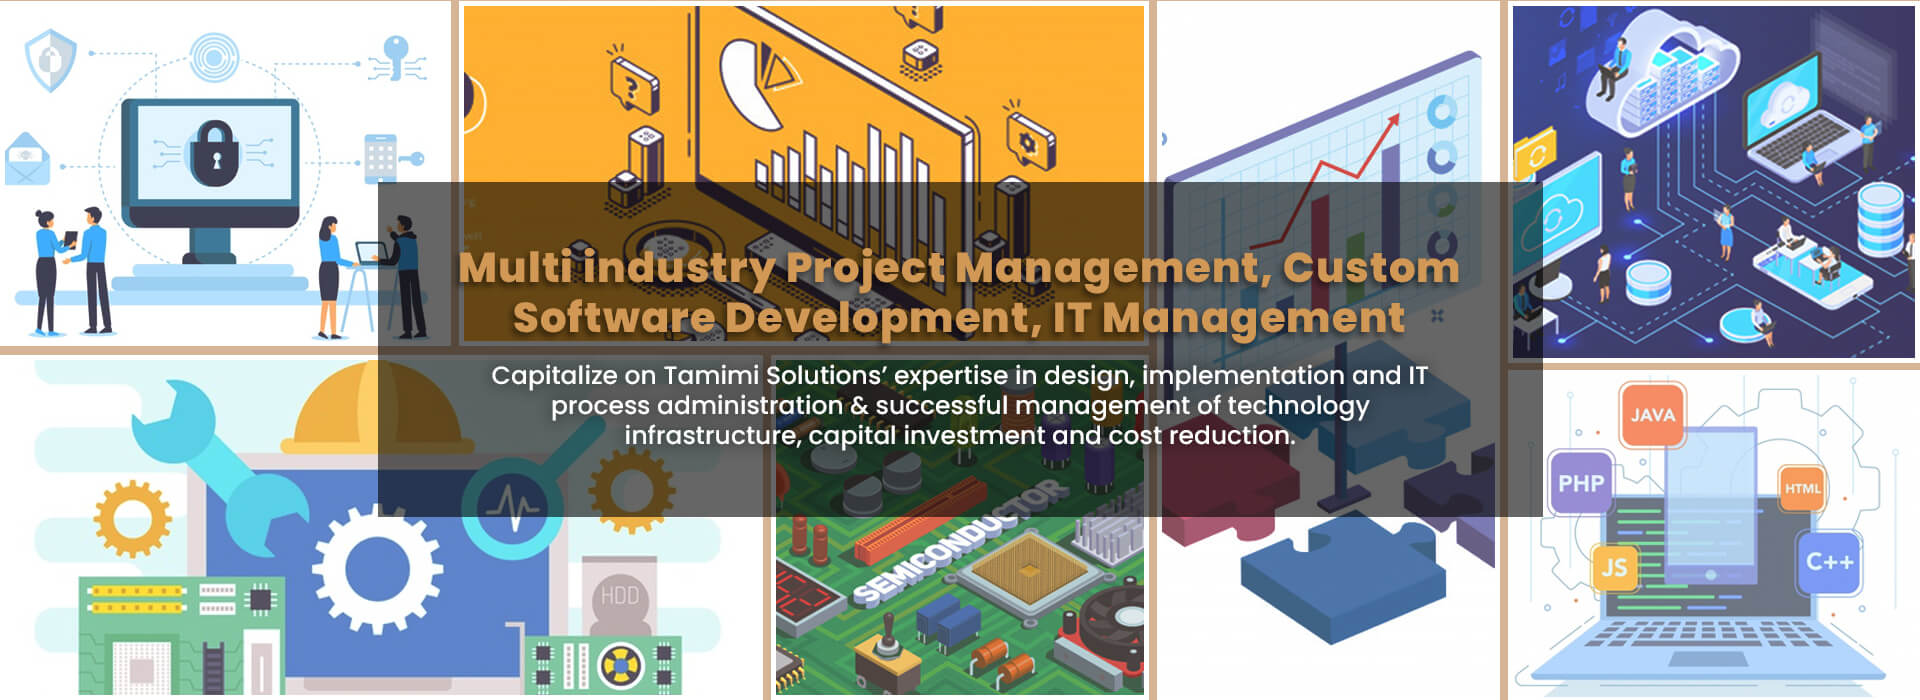 Multi industry Project Management, Custom
Software Development, IT Management
Capitalize on Tamimi Solutions’ expertise in design, implementation and IT
process administration & successful management of technology
infrastructure, capital investment and cost reduction.
JAVA
PHP
HTML
JS
C++
SEMICONDUCTOR
HDD
?